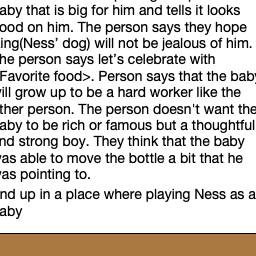 aby that is big for him and tells it looks
ood on him. The person says they hope
ing(Ness' dog) will not be jealous of him.
he person says let's celebrate with
Favorite food>. Person says that the baby
ill grow up to be a hard worker like the
ther person. The person doesn't want the
aby to be rich or famous but a thoughtful
nd strong boy. They think that the baby
as able to move the bottle a bit that he
as pointing to.
nd up in a place where playing Ness as a
aby